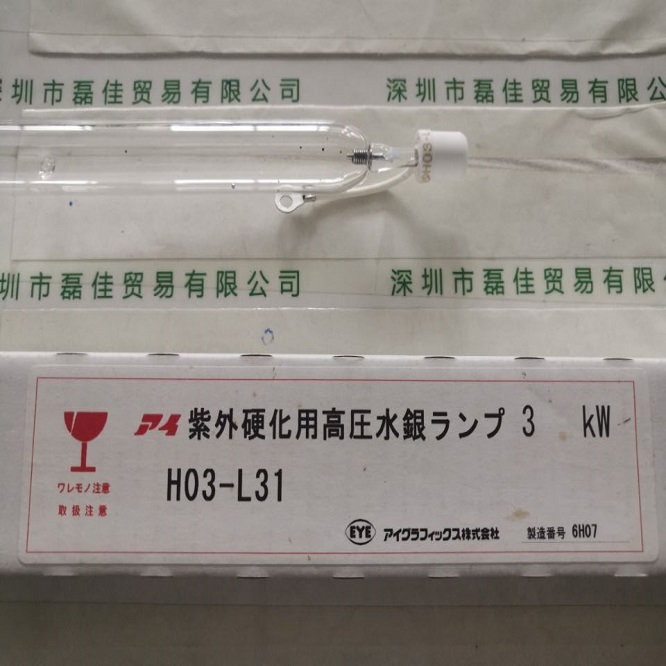 深圳市磊佳贸易有限公司 深圳市磊佳贸易有限公司
6H03-
圳市磊佳贸易有限公司 深圳市磊佳贸易有限公
アイ 紫外硬化用高圧水銀ランプ 3 kW
H03-L31
ワレモノ注意
取扱注意
EYE アイグラフィックス株式会社 製造番号 6H07